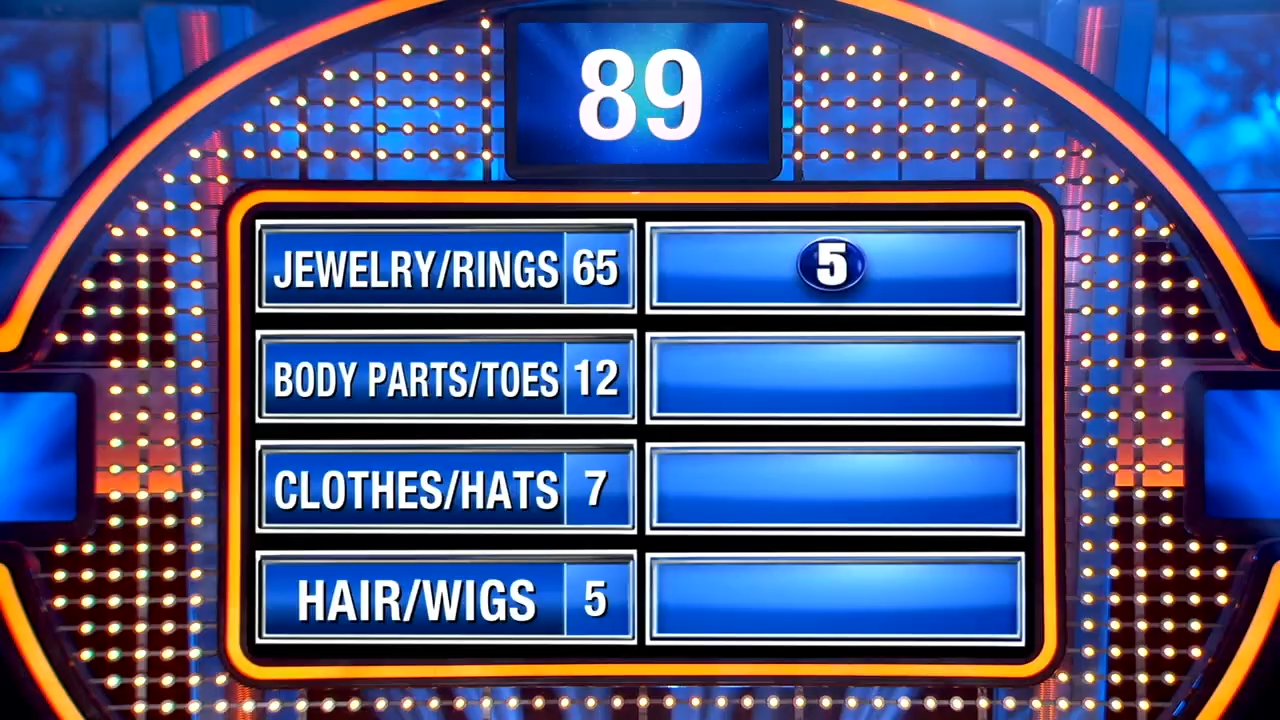 89
JEWELRY/RINGS 65
5
BODY PARTS/TOES 12
CLOTHES/HATS 7
HAIR/WIGS 5